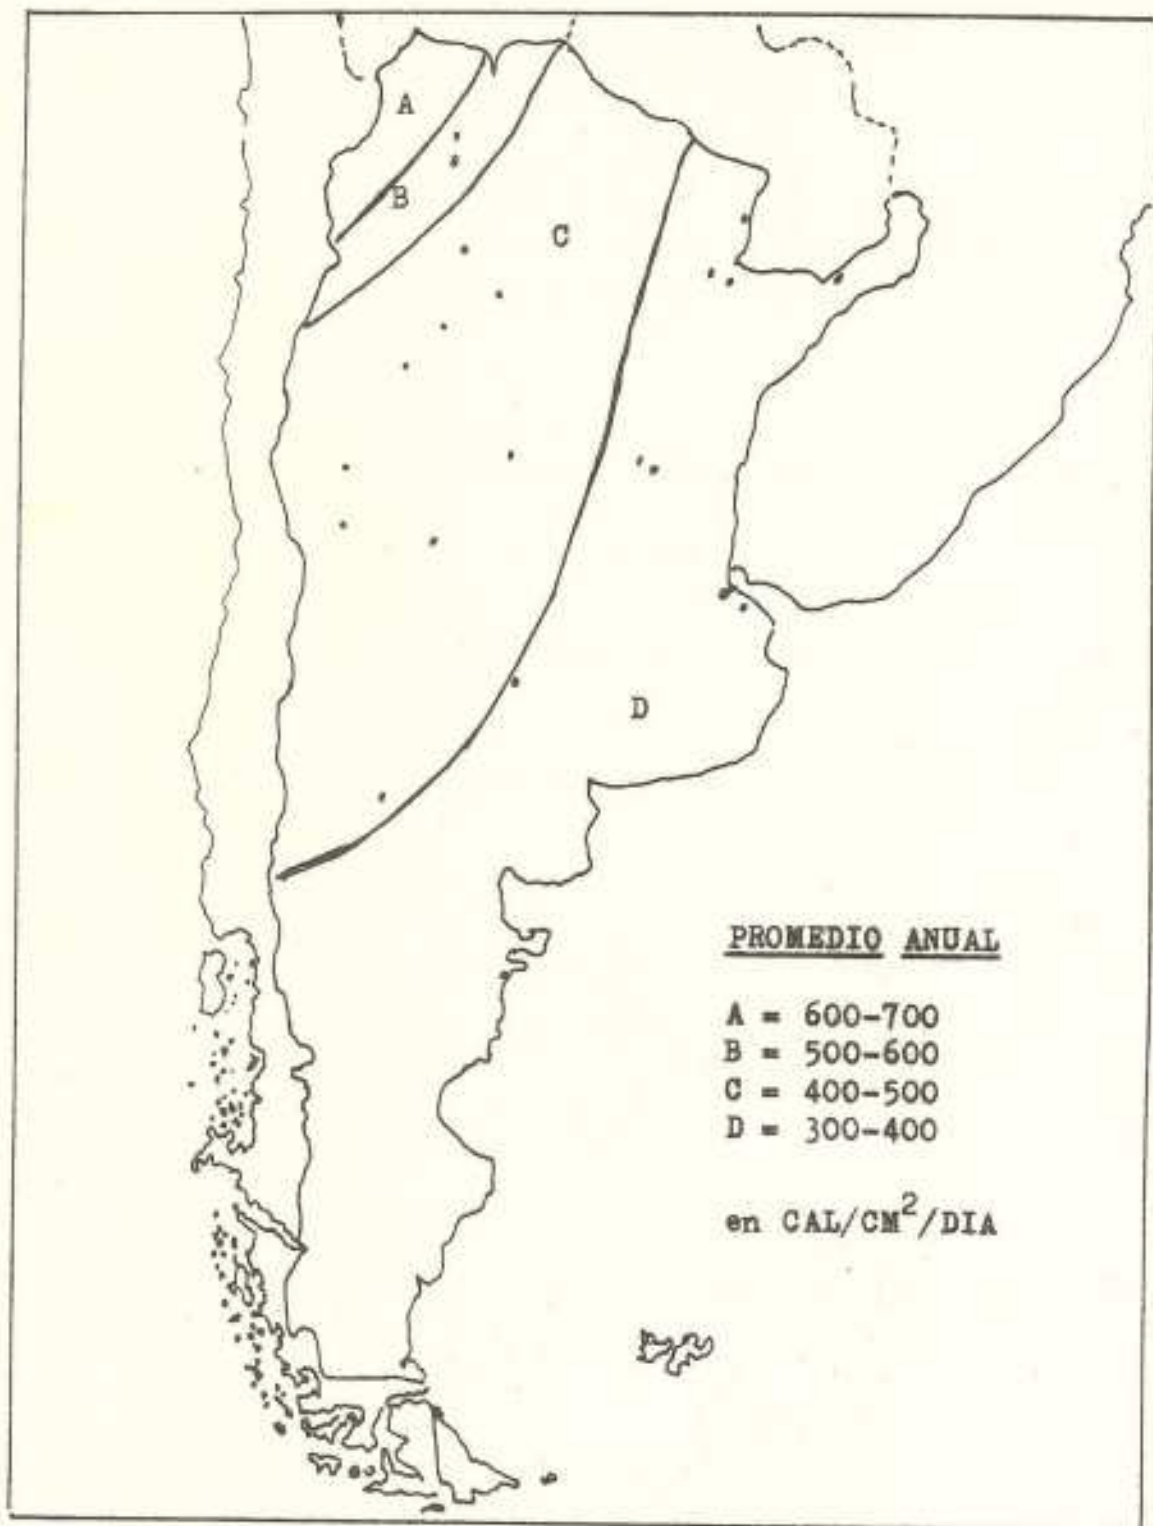 A
B
C
D
PROMEDIO ANUAL
A = 600-700
B = 500-600
C = 400-500
D = 300-400
en CAL/CM²/DIA